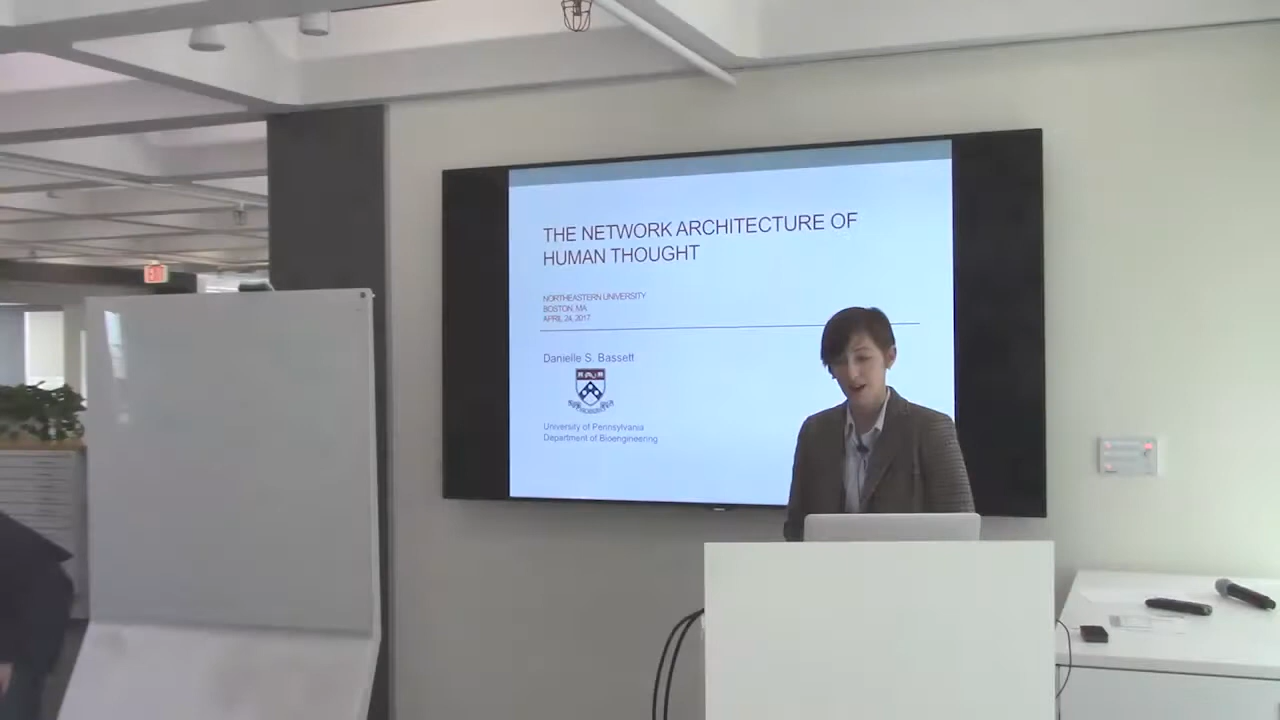 THE NETWORK ARCHITECTURE OF
HUMAN THOUGHT
NORTHEASTERN UNIVERSITY
BOSTON, MA
APRIL 24, 2017
Danielle S. Bassett
University of Pennsylvania
Department of Bioengineering
EXIT